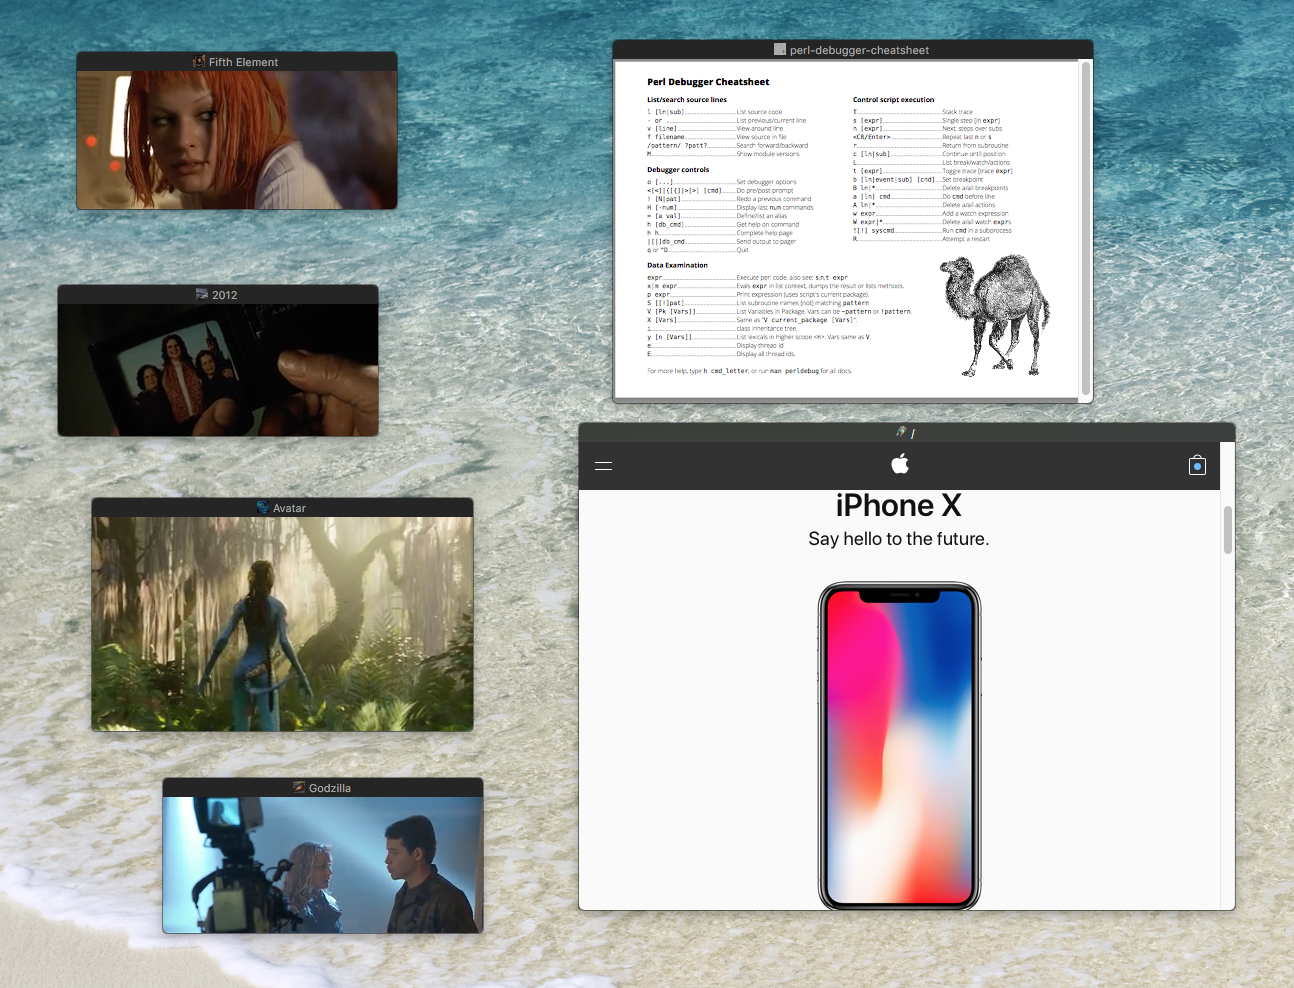 Fifth Element
2012
Avatar
Godzilla
perl-debugger-cheatsheet
Perl Debugger Cheatsheet
List/search source lines
l [ln|sub]....List source code
- or .....List previous/current line
v [line]....View around line
f filename....View source in file
/pattern/ ?patt?....Search forward/backward
M....Show module versions
Debugger controls
o [...]....Set debugger options
<[<]|{[{]|>[>] [cmd]....Do pre/post-prompt
! [N|pat]....Redo a previous command
H [-num]....Display last num commands
= [a val]....Define/list an alias
h [db_cmd]....Get help on command
h h....Complete help page
|[|]db_cmd....Send output to pager
q or ^D....Quit
Data Examination
expr....Execute perl code, also see: s,n,t expr
x|m expr....Evals expr in list context, dumps the result or lists methods.
p expr....Print expression (uses script's current package).
S [[!]pat]....List subroutine names [not] matching pattern
V [Pk [Vars]]....List Variables in Package. Vars can be ~pattern or !pattern.
X [Vars]....Same as "V current_package [Vars]".
i....class inheritance tree.
y [n [Vars]]....List lexicals in higher scope <n>. Vars same as V.
e....Display thread id
E....Display all thread ids.
For more help, type h cmd_letter, or run man perldebug for all docs.
Control script execution
T....Stack trace
s [expr]....Single step [in expr]
n [expr]....Next, steps over subs
<CR/Enter>....Repeat last n or s
r....Return from subroutine
c [ln|sub]....Continue until position
L....List break/watch/actions
t [expr]....Toggle trace [trace expr]
b [ln|event|sub] [cnd]....Set breakpoint
B ln|*....Delete a/all breakpoints
a [ln] cmd....Do cmd before line
A ln|*....Delete a/all actions
w expr....Add a watch expression
W expr|*....Delete a/all watch exprs
![!] syscmd....Run cmd in a subprocess
R....Attempt a restart
/
iPhone X
Say hello to the future.